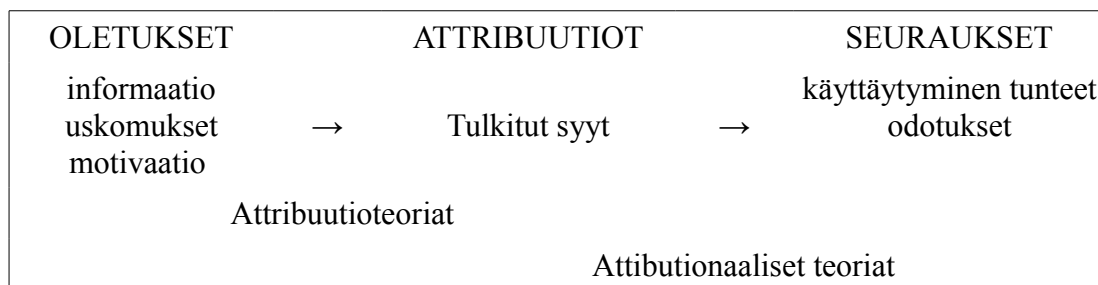 OLETUKSET ATTRIBUUTIOT SEURAUKSET
informaatio käyttäytyminen tunteet
uskomukset → Tulkitut syyt → odotukset
motivaatio
Attribuutioteoriat
Attibutionaaliset teoriat